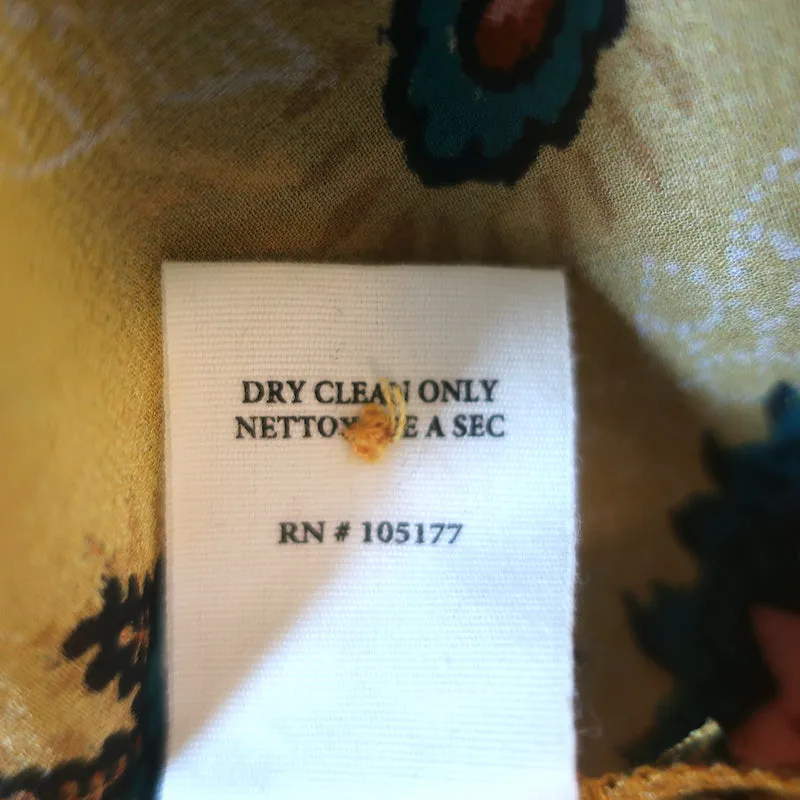 DRY CLEAN ONLY
A SEC
RN # 105177